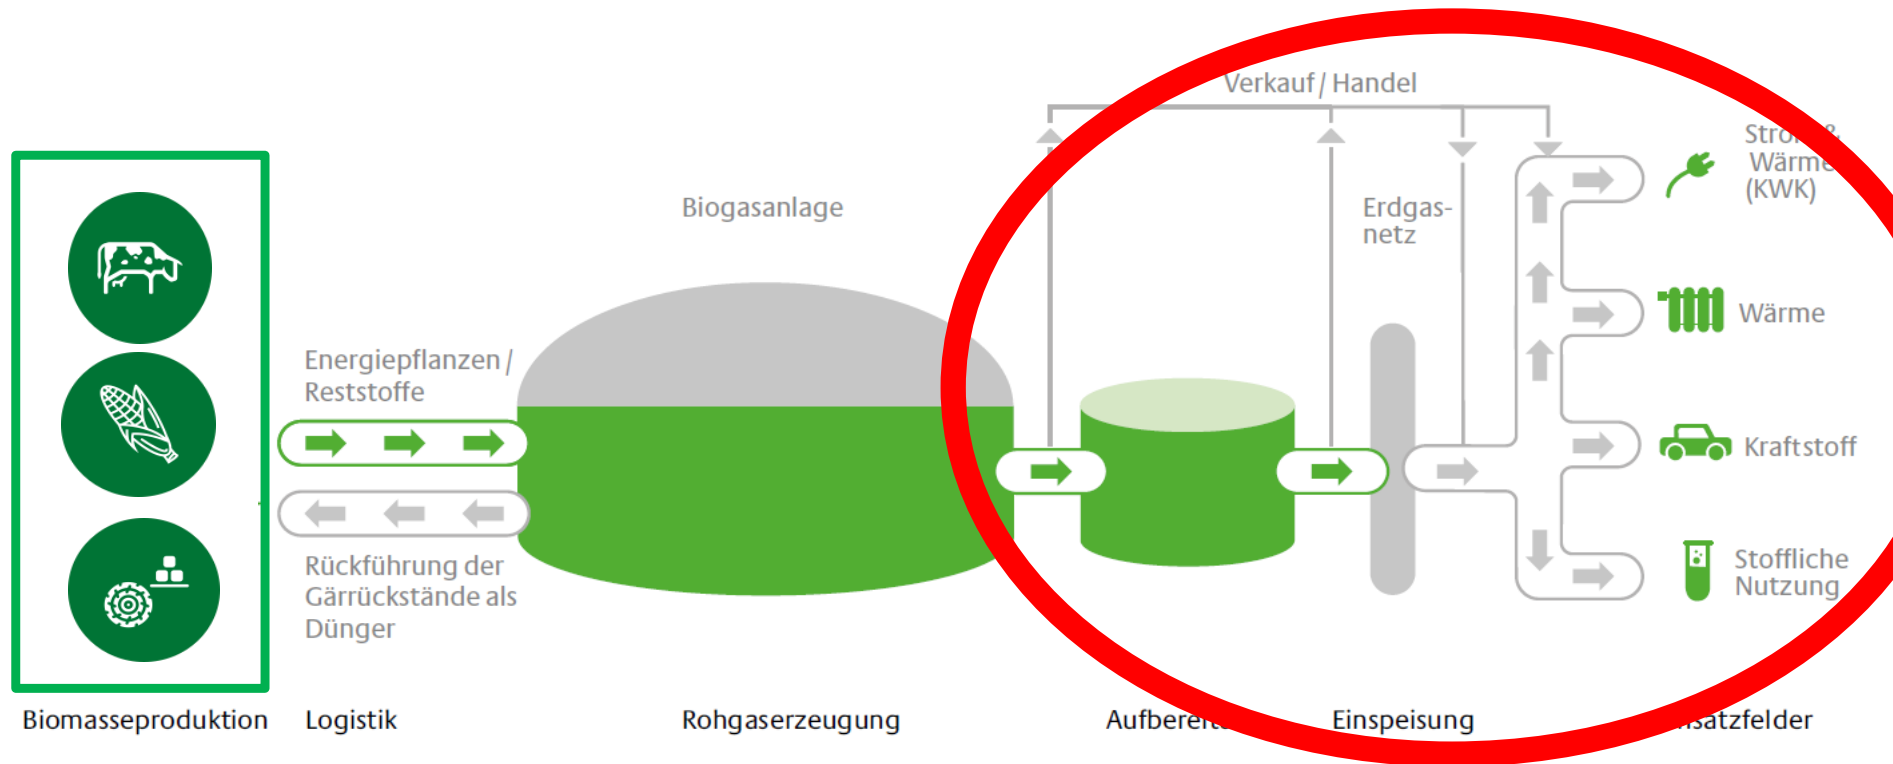 Verkauf / Handel
Wärme
(KWK)
Biogasanlage
Erdgas-
netz
Wärme
Energiepflanzen /
Reststoffe
Kraftstoff
Rückführung der
Gärrückstände als
Dünger
Stoffliche
Nutzung
Biomasseproduktion
Logistik
Rohgaserzeugung
Einspeisung